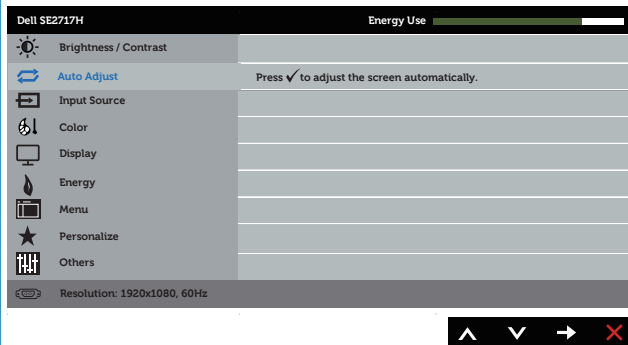 Dell SE2717H Energy Use
Brightness / Contrast
Auto Adjust Press ✓ to adjust the screen automatically.
Input Source
Color
Display
Energy
Menu
Personalize
Others
Resolution: 1920x1080, 60Hz